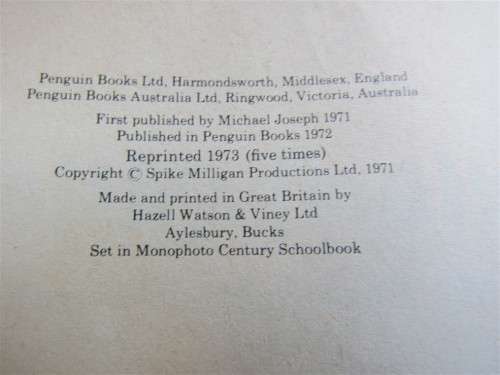 Penguin Books Ltd, Harmondsworth, Middlesex, England
Penguin Books Australia Ltd, Ringwood, Victoria, Australia
First published by Michael Joseph 1971
Published in Penguin Books 1972
Reprinted 1973 (five times)
Copyright © Spike Milligan Productions Ltd, 1971
Made and printed in Great Britain by
Hazell Watson & Viney Ltd
Aylesbury, Bucks
Set in Monophoto Century Schoolbook